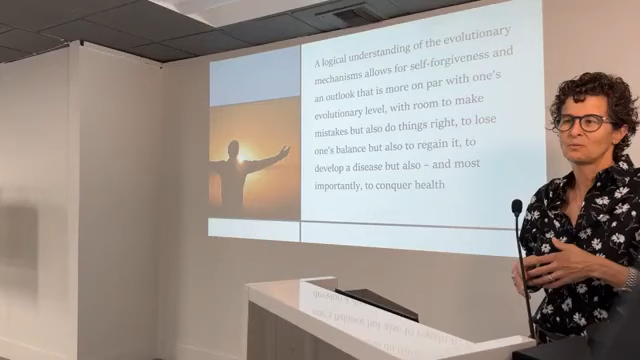 A logical understanding of the evolutionary
mechanisms allows for self-forgiveness and
an outlook that is more on par with one's
evolutionary level, with room to make
mistakes but also do things right, to lose
one's balance but also to regain it, to
develop a disease but also – and most
importantly, to conquer health